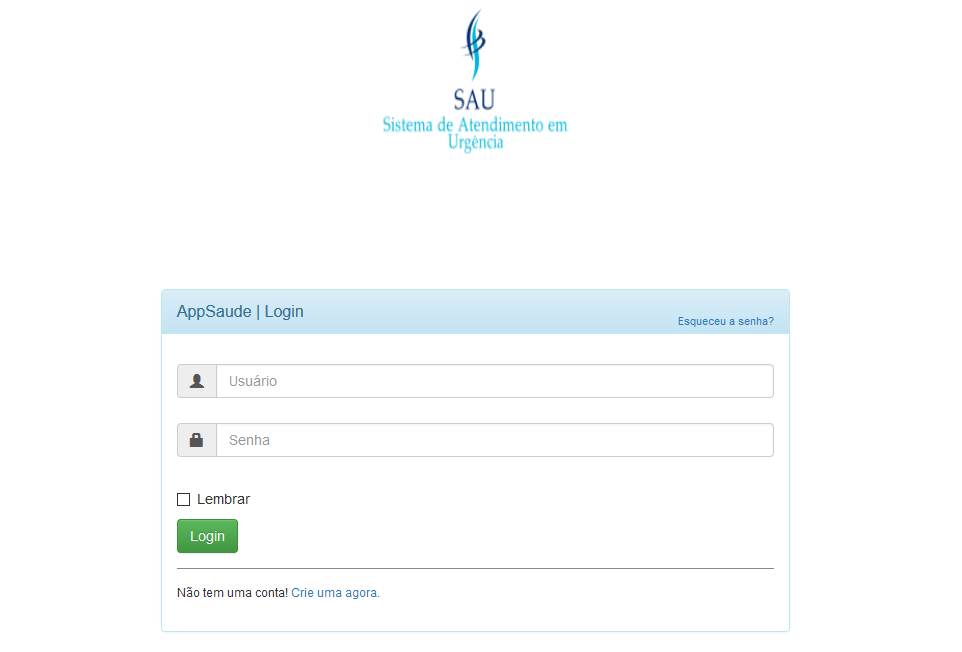 SAU
Sistema de Atendimento em
Urgência
AppSaude | Login
Esqueceu a senha?
Usuário
Senha
Lembrar
Login
Não tem uma conta! Crie uma agora.